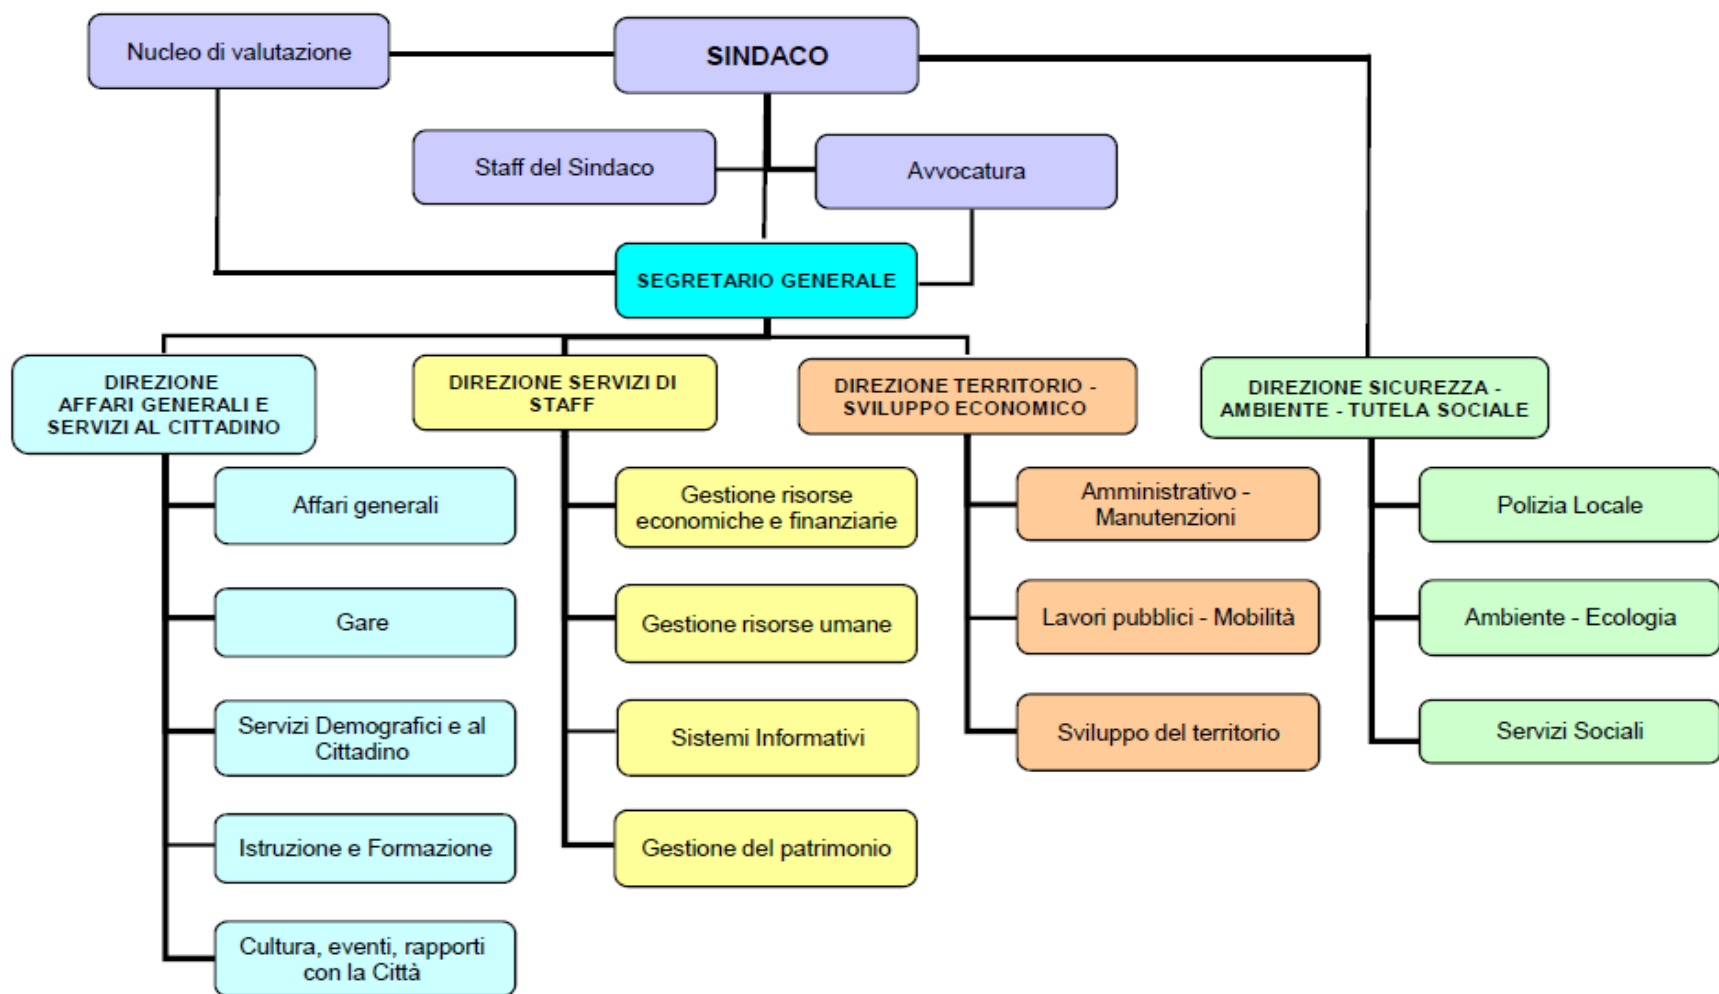 Nucleo di valutazione
SINDACO
Staff del Sindaco
Avvocatura
SEGRETARIO GENERALE
DIREZIONE
AFFARI GENERALI E
SERVIZI AL CITTADINO
Affari generali
Gare
Servizi Demografici e al
Cittadino
Istruzione e Formazione
Cultura, eventi, rapporti
con la Città
DIREZIONE SERVIZI DI
STAFF
Gestione risorse
economiche e finanziarie
Gestione risorse umane
Sistemi Informativi
Gestione del patrimonio
DIREZIONE TERRITORIO -
SVILUPPO ECONOMICO
Amministrativo -
Manutenzioni
Lavori pubblici - Mobilità
Sviluppo del territorio
DIREZIONE SICUREZZA -
AMBIENTE - TUTELA SOCIALE
Polizia Locale
Ambiente - Ecologia
Servizi Sociali